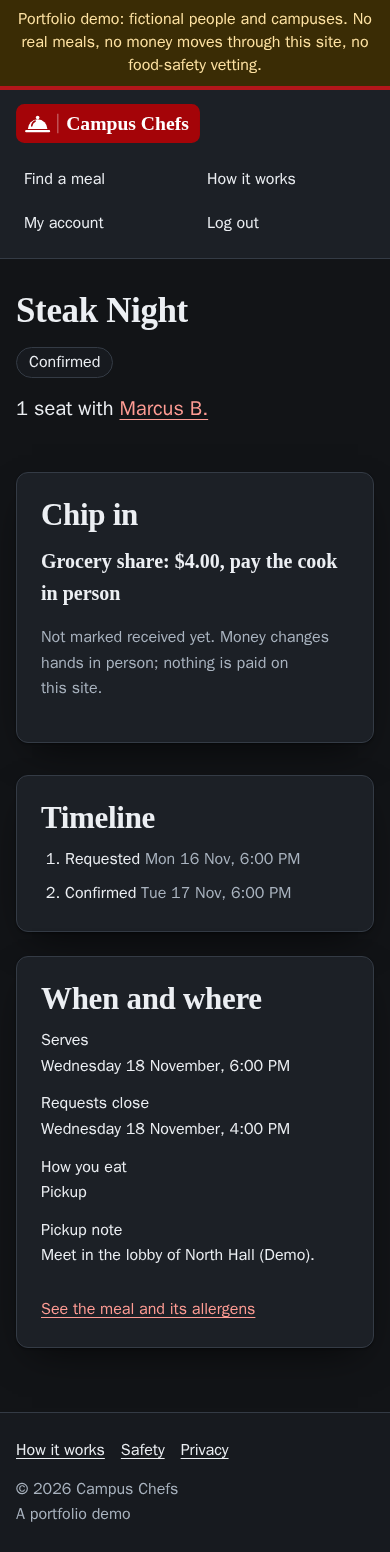 Portfolio demo: fictional people and campuses. No
real meals, no money moves through this site, no
food-safety vetting.
Campus Chefs
Find a meal
How it works
My account
Log out
Steak Night
Confirmed
1 seat with Marcus B.
Chip in
Grocery share: $4.00, pay the cook
in person
Not marked received yet. Money changes
hands in person; nothing is paid on
this site.
Timeline
1. Requested Mon 16 Nov, 6:00 PM
2. Confirmed Tue 17 Nov, 6:00 PM
When and where
Serves
Wednesday 18 November, 6:00 PM
Requests close
Wednesday 18 November, 4:00 PM
How you eat
Pickup
Pickup note
Meet in the lobby of North Hall (Demo).
See the meal and its allergens
How it works Safety Privacy
© 2026 Campus Chefs
A portfolio demo